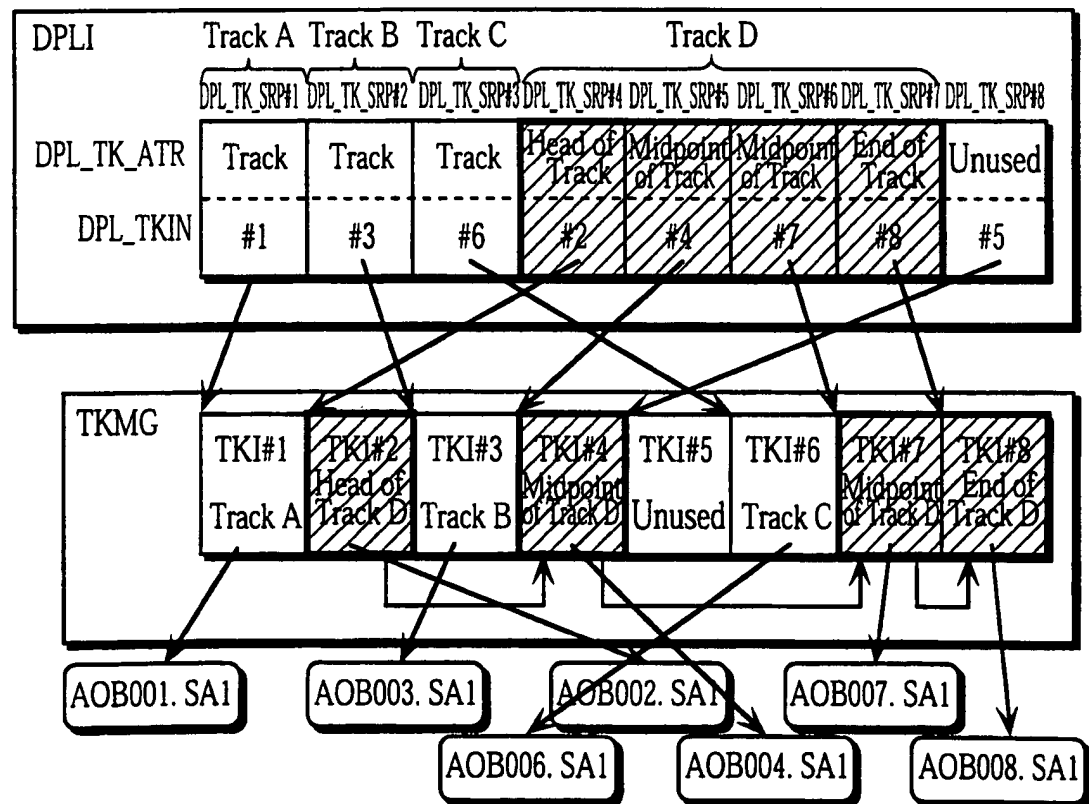 DPLI Track A Track B Track C Track D
DPL_TK_SRP#1 DPL_TK_SRP#2 DPL_TK_SRP#3 DPL_TK_SRP#4 DPL_TK_SRP#5 DPL_TK_SRP#6 DPL_TK_SRP#7 DPL_TK_SRP#8
DPL_TK_ATR Track Track Track Head of Track Midpoint of Track Midpoint of Track End of Track Unused
DPL_TKIN #1 #3 #6 #2 #4 #7 #8 #5
TKMG TKI#1 TKI#2 TKI#3 TKI#4 TKI#5 TKI#6 TKI#7 TKI#8
Track A Head of Track D Track B Midpoint of Track D Unused Track C Midpoint of Track D End of Track D
AOB001. SA1 AOB003. SA1 AOB002. SA1 AOB007. SA1
AOB006. SA1 AOB004. SA1 AOB008. SA1